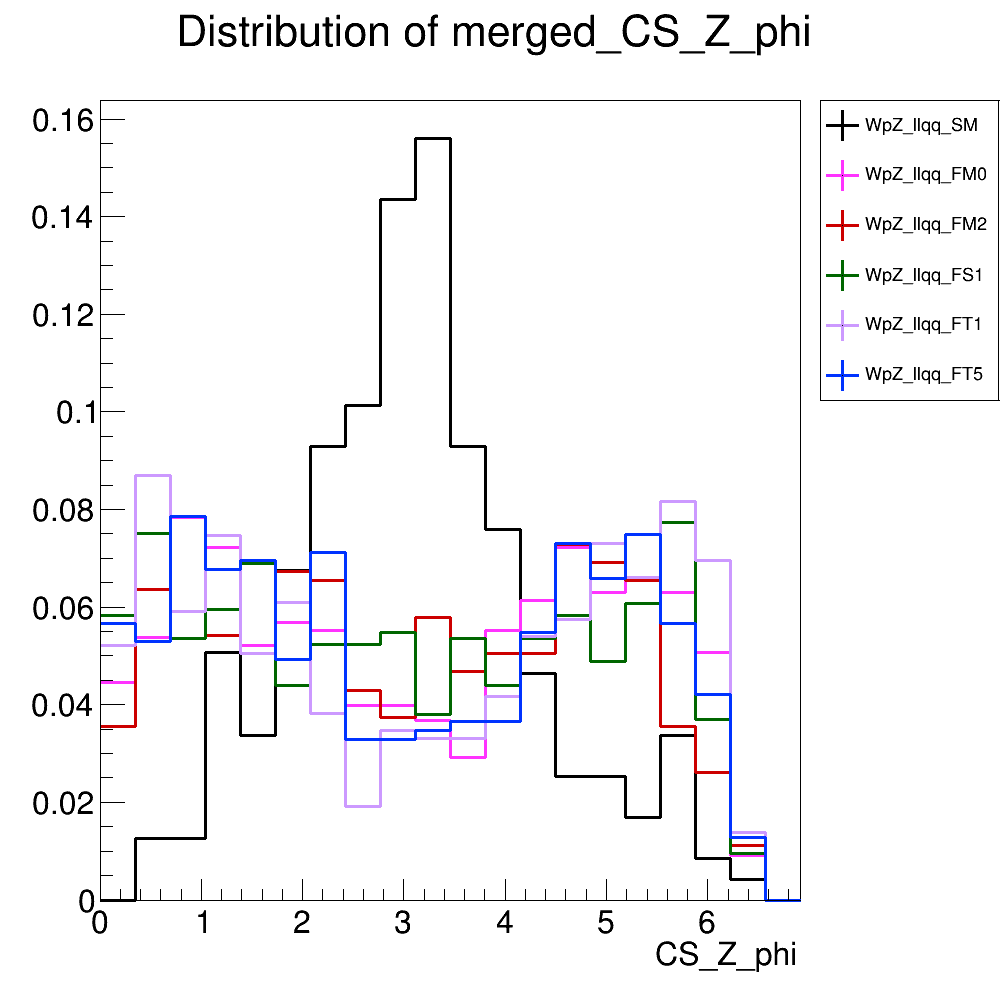 Distribution of merged_CS_Z_phi
0.16
0.14
0.12
0.1
0.08
0.06
0.04
0.02
0
0 1 2 3 4 5 6
CS_Z_phi
WpZ_llqq_SM
WpZ_llqq_FM0
WpZ_llqq_FM2
WpZ_llqq_FS1
WpZ_llqq_FT1
WpZ_llqq_FT5